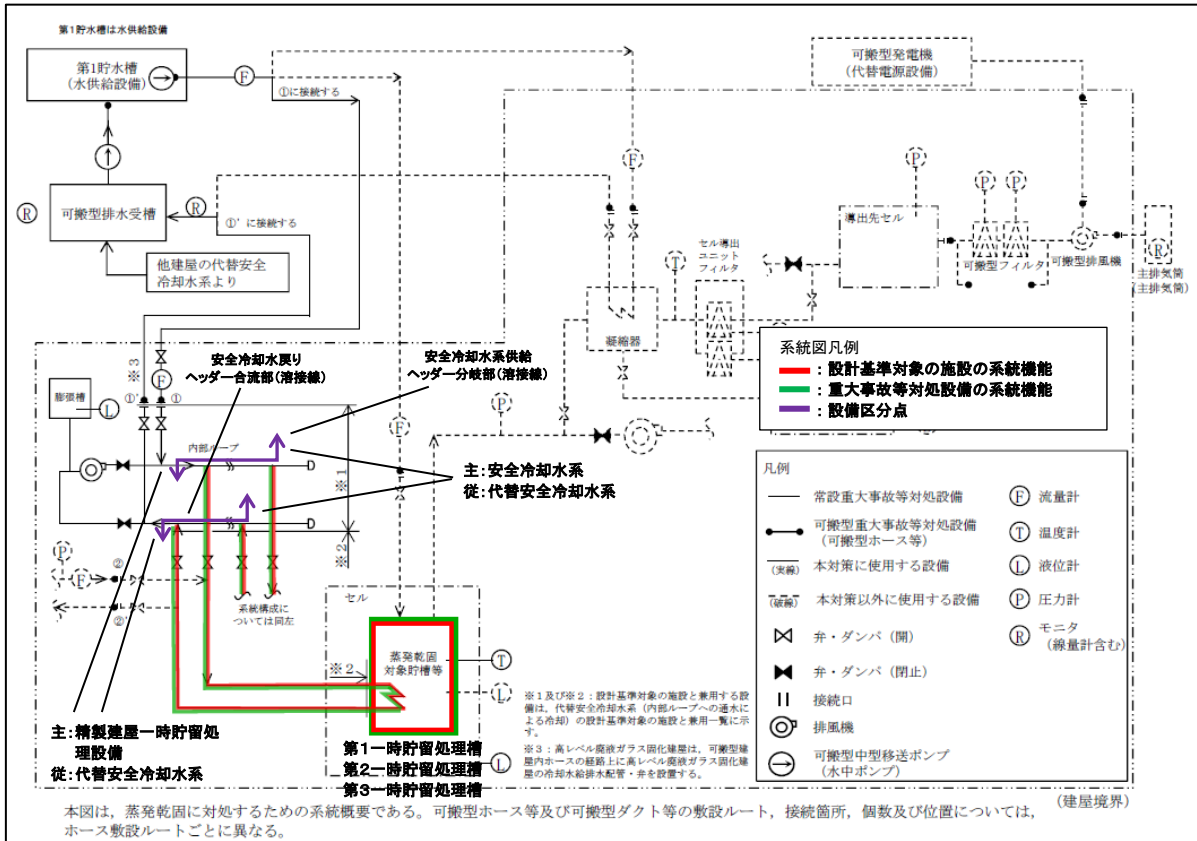 第1貯水槽は水供給設備
第1貯水槽
(水供給設備)
F
①に接続する
可搬型発電機
(代替電源設備)
F
P
P
P
R
可搬型排水受槽
R
①'に接続する
他建屋の代替安全
冷却水系より
導出先セル
セル導出
ユニット
フィルタ
T
可搬型フィルタ
可搬型排風機
R
主排気筒
(主排気筒)
凝縮器
※3
安全冷却水戻り
ヘッダー合流部(溶接線)
安全冷却水系供給
ヘッダー分岐部(溶接線)
系統図凡例
:設計基準対象の施設の系統機能
:重大事故等対処設備の系統機能
:設備区分点
膨張槽
L
F
①'
①
P
F
内部ループ
D
D
※1
※2
主:安全冷却水系
従:代替安全冷却水系
P
F
②
②'
系統構成に
ついては同左
セル
蒸発乾固
対象貯槽等
※2
T
L
L
主:精製建屋一時貯留処
理設備
従:代替安全冷却水系
第1一時貯留処理槽
第2一時貯留処理槽
第3一時貯留処理槽
※1及び※2:設計基準対象の施設と兼用する設
備は、代替安全冷却水系(内部ループへの通水に
よる冷却)の設計基準対象の施設と兼用一覧に示
す。
※3:高レベル廃液ガラス固化建屋は、可搬型建
屋内ホースの経路上に高レベル廃液ガラス固化建
屋の冷却水給排水配管・弁を設置する。
凡例
常設重大事故等対処設備
可搬型重大事故等対処設備
(可搬型ホース等)
(実線) 本対策に使用する設備
(破線) 本対策以外に使用する設備
弁・ダンパ(開)
弁・ダンパ(閉止)
接続口
排風機
可搬型中型移送ポンプ
(水中ポンプ)
F 流量計
T 温度計
L 液位計
P 圧力計
R モニタ
(線量計含む)
(建屋境界)
本図は,蒸発乾固に対処するための系統概要である。可搬型ホース等及び可搬型ダクト等の敷設ルート,接続箇所,個数及び位置については,
ホース敷設ルートごとに異なる。